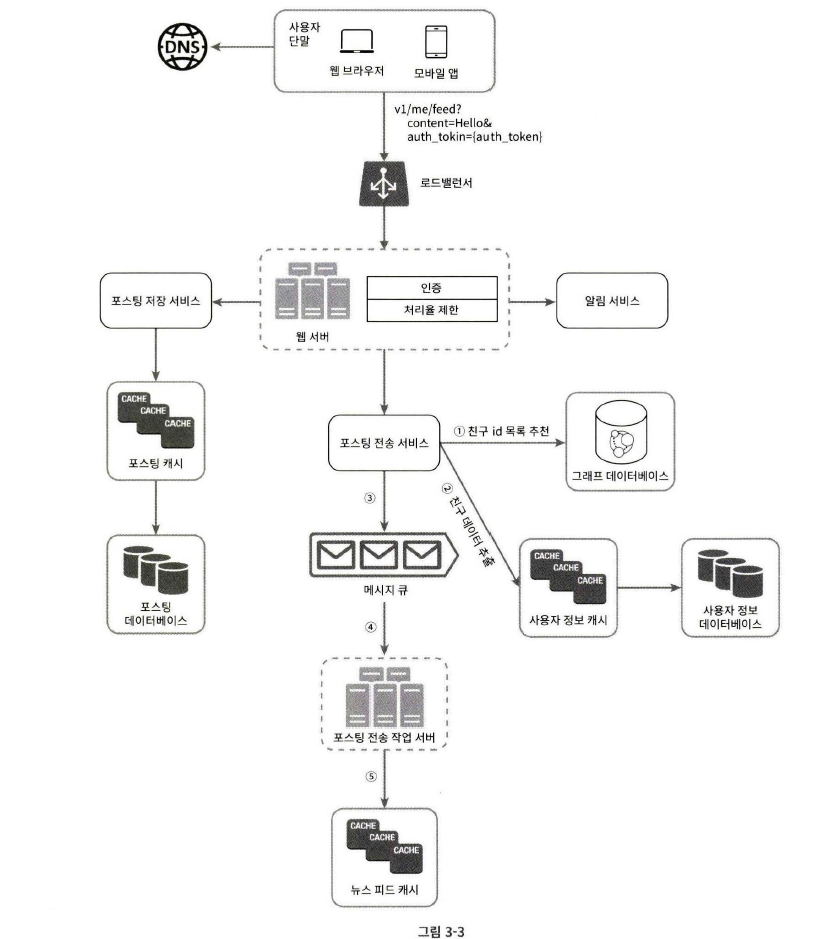 DNS
사용자
단말
웹 브라우저
모바일 앱
v1/me/feed?
content=Hello&
auth_tokin={auth_token}
로드밸런서
포스팅 저장 서비스
인증
처리율 제한
웹 서버
알림 서비스
CACHE
CACHE
CACHE
포스팅 캐시
포스팅 전송 서비스
① 친구 id 목록 추천
그래프 데이터베이스
② 친구 데이터 추출
③
메시지 큐
포스팅
데이터베이스
CACHE
CACHE
CACHE
사용자 정보 캐시
사용자 정보
데이터베이스
④
포스팅 전송 작업 서버
⑤
CACHE
CACHE
CACHE
뉴스 피드 캐시
그림 3-3